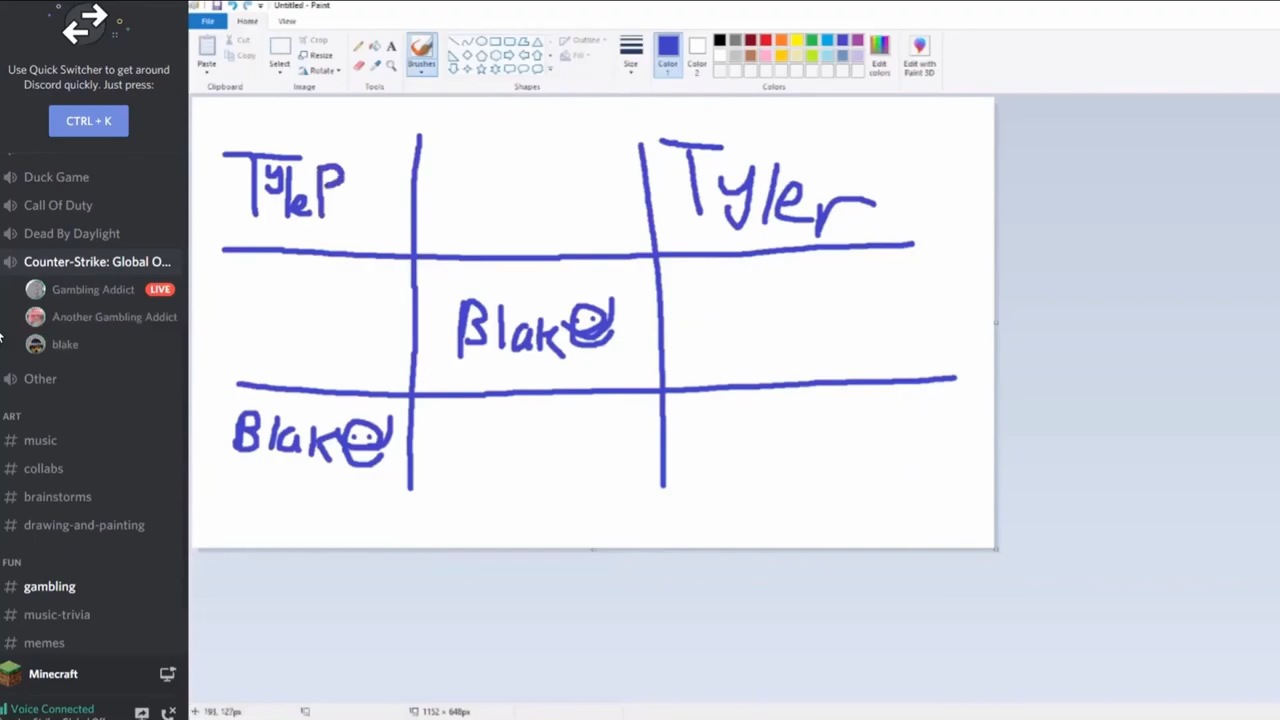 Untitled - Paint
File Home View
Use Quick Switcher to get around
Discord quickly. Just press:
CTRL + K
Paste
Cut
Copy
Clipboard
Select
Crop
Resize
Rotate
Image
A
Tools
Brushes
Outline
Fill
Shapes
Size
Color
1
Color
2
Edit
colors
Edit with
Paint 3D
Colors
Duck Game
Call Of Duty
Dead By Daylight
Counter-Strike: Global O...
Gambling Addict LIVE
Another Gambling Addict
blake
Other
ART
# music
# collabs
# brainstorms
# drawing-and-painting
FUN
# gambling
# music-trivia
# memes
Minecraft
Voice Connected
TyleP
Tyler
Blak
Blak
193, 127px
1152 × 648px